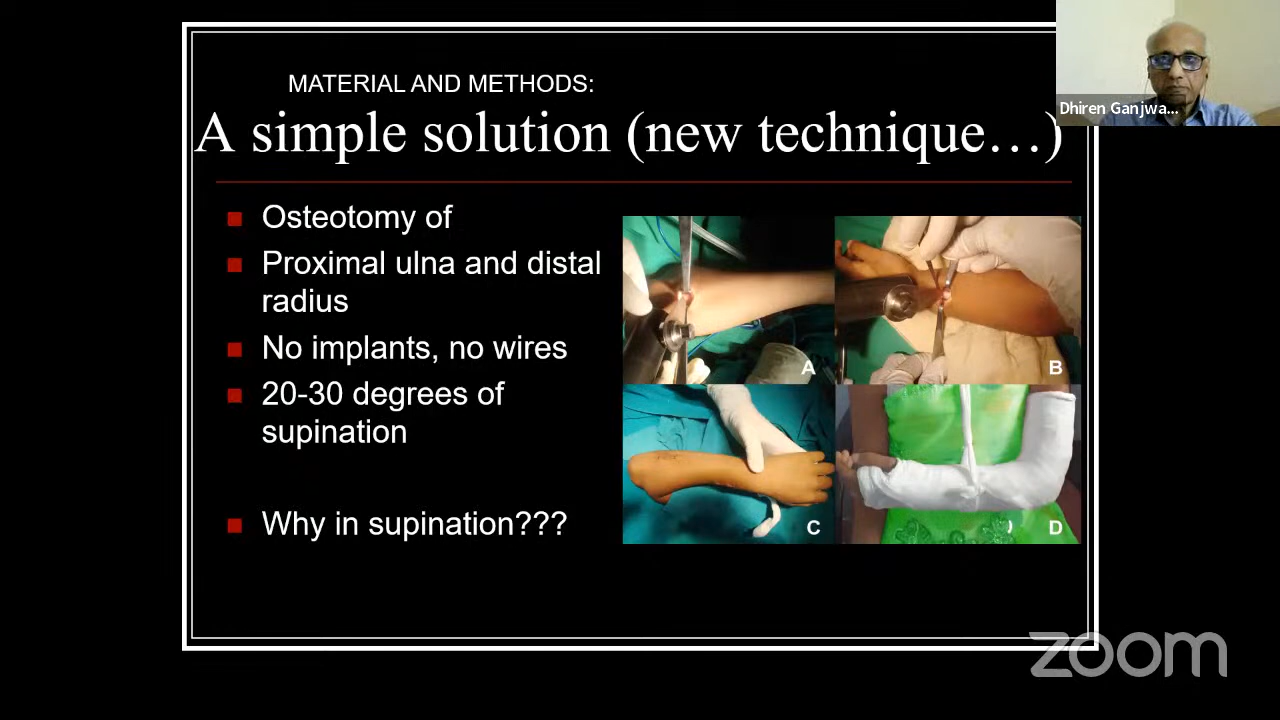 MATERIAL AND METHODS:
A simple solution (new technique...)
Osteotomy of
Proximal ulna and distal
radius
No implants, no wires
20-30 degrees of
supination
Why in supination???
A
B
C
D
Dhiren Ganjwa...
zoom